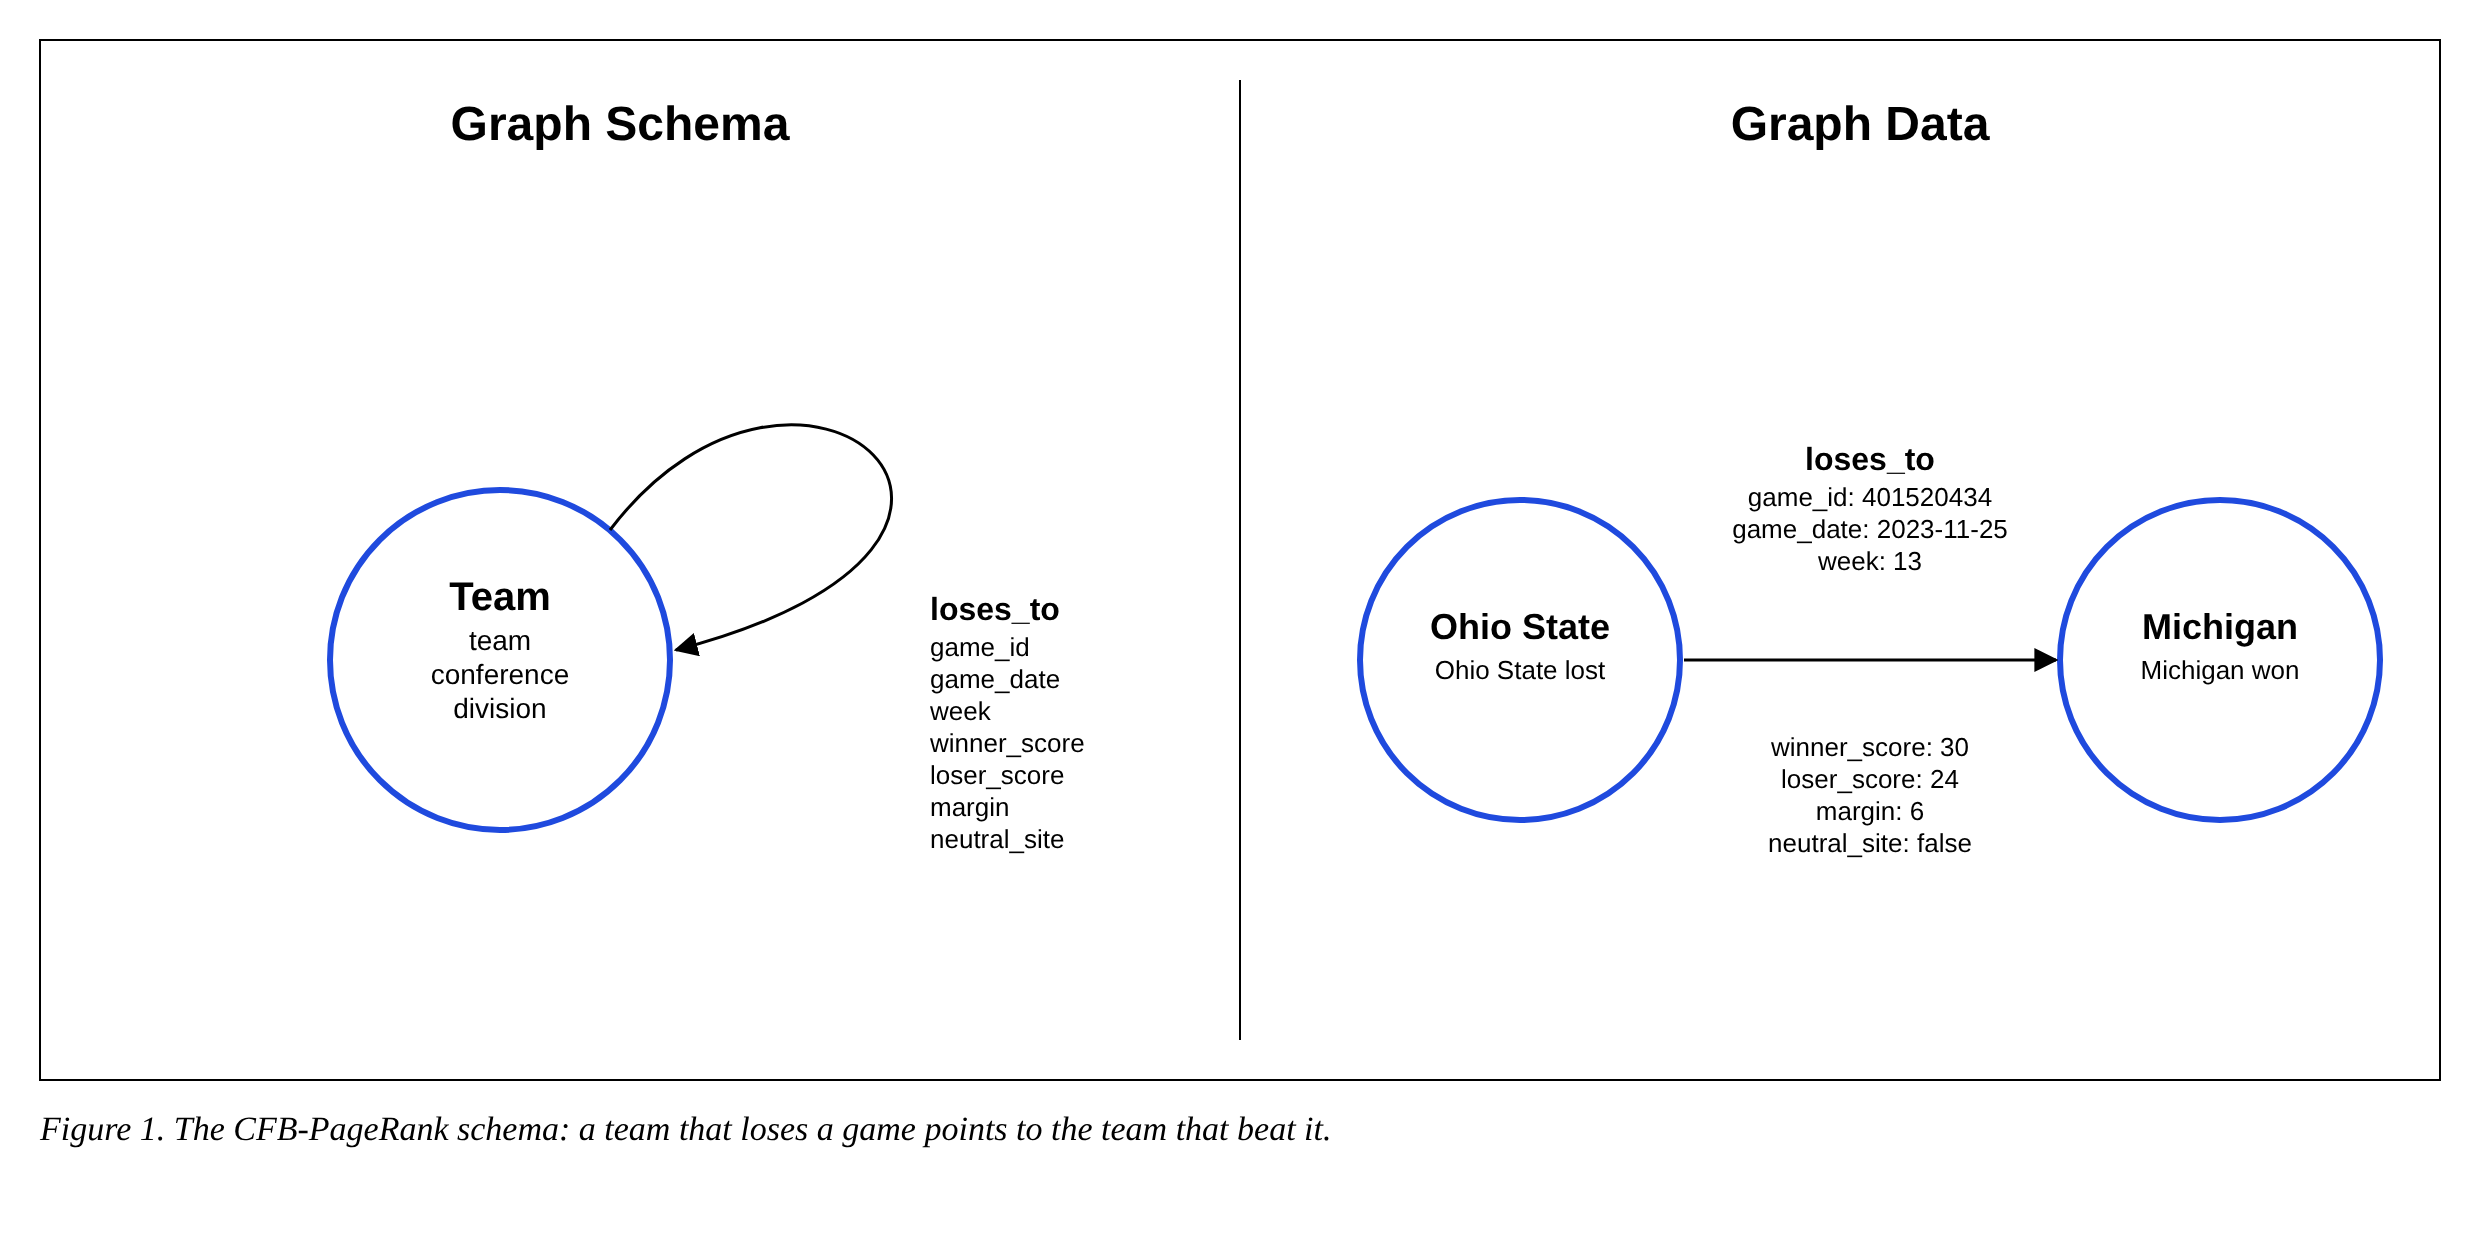 Graph Schema
Team
team
conference
division
loses_to
game_id
game_date
week
winner_score
loser_score
margin
neutral_site
Graph Data
Ohio State
Ohio State lost
loses_to
game_id: 401520434
game_date: 2023-11-25
week: 13
winner_score: 30
loser_score: 24
margin: 6
neutral_site: false
Michigan
Michigan won
Figure 1. The CFB-PageRank schema: a team that loses a game points to the team that beat it.